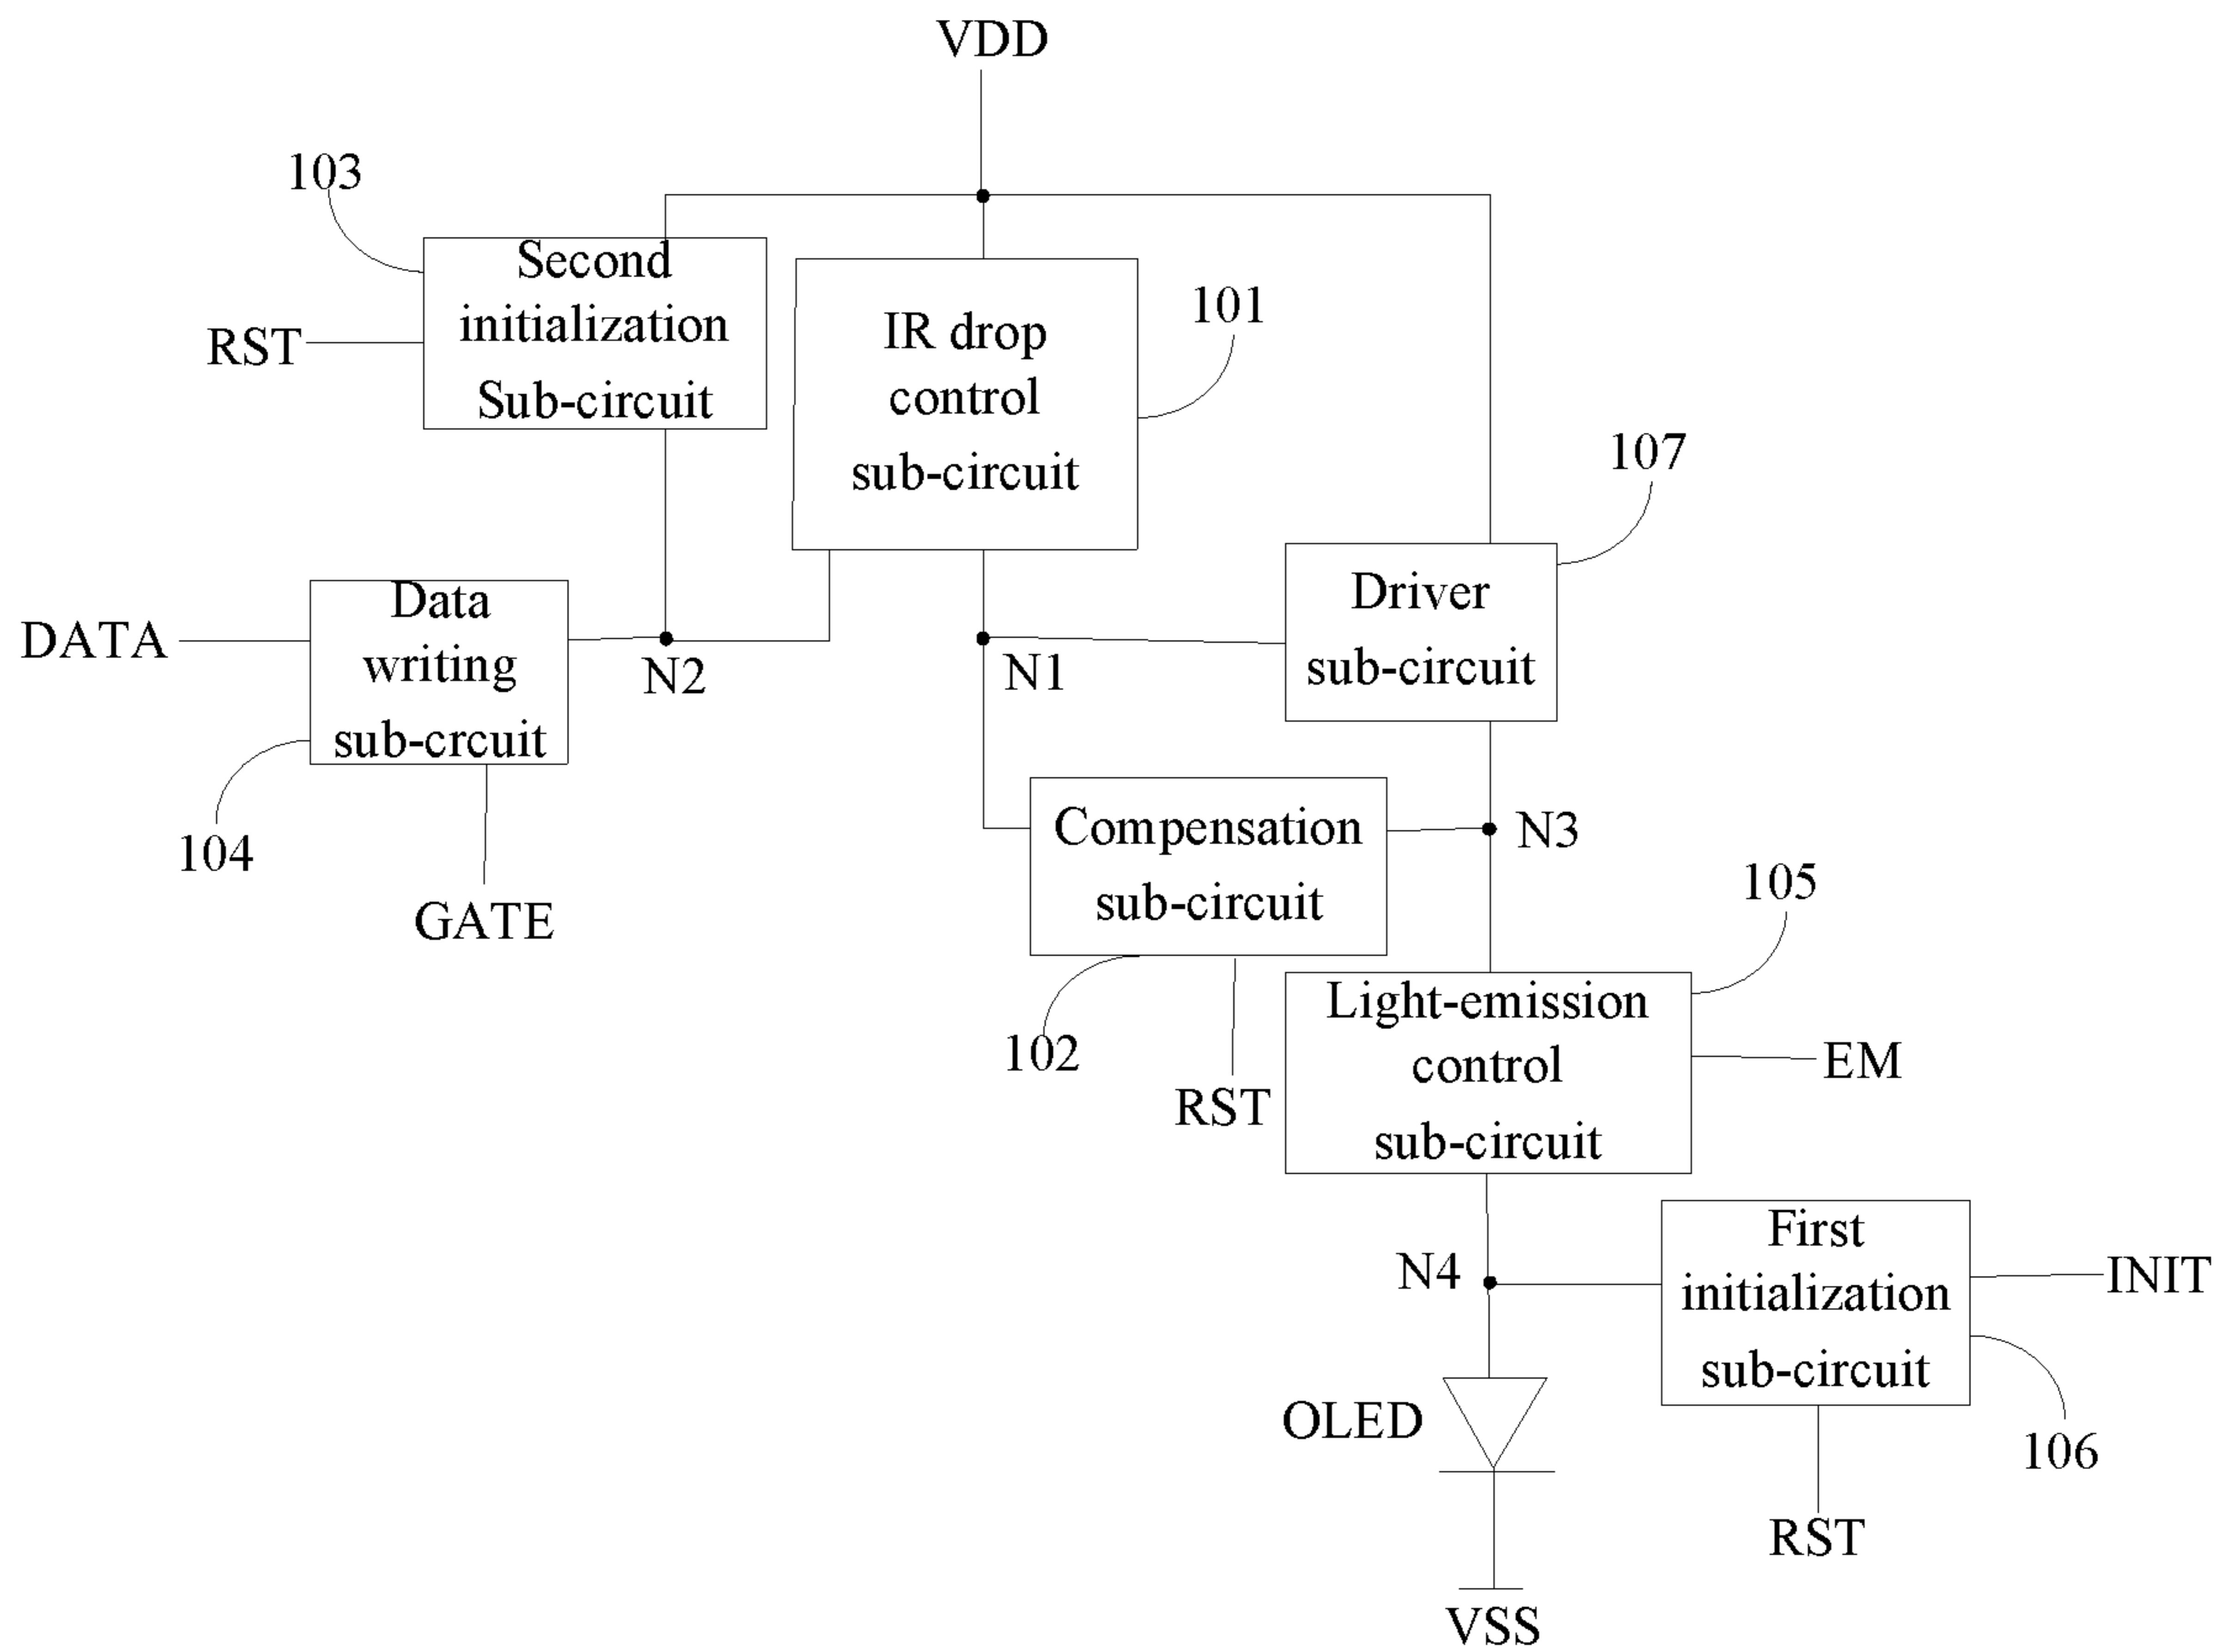 VDD
103
Second
initialization
Sub-circuit
RST
IR drop
control
sub-circuit
101
107
Driver
sub-circuit
DATA
Data
writing
sub-crcuit
N2
N1
104
GATE
Compensation
sub-circuit
N3
102
RST
105
Light-emission
control
sub-circuit
EM
N4
First
initialization
sub-circuit
INIT
OLED
106
RST
VSS